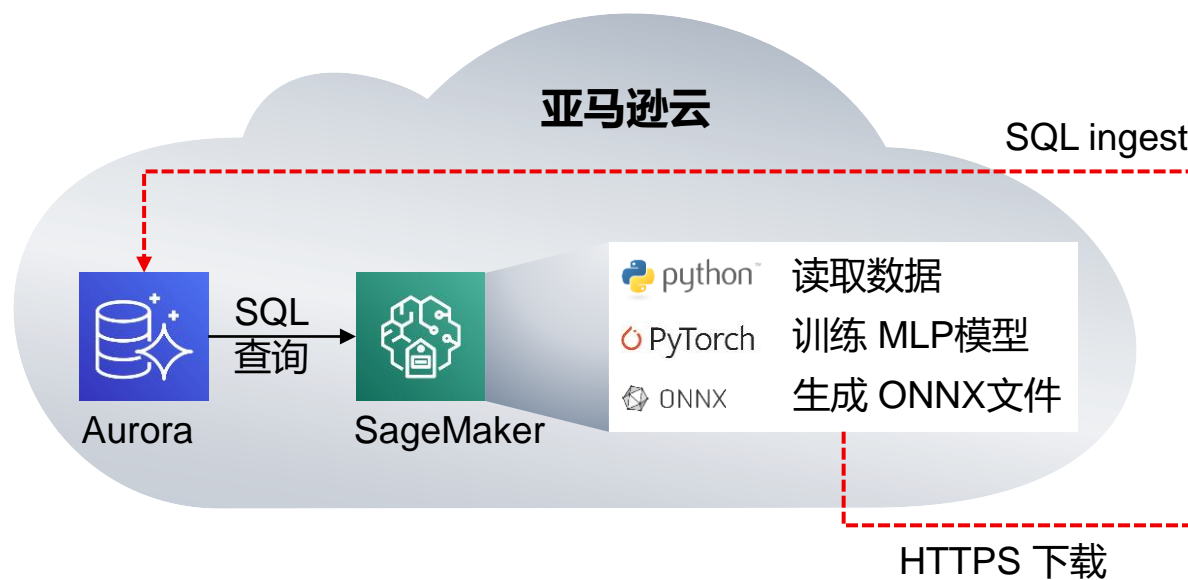 亚马逊云
SQL ingest
python™ 读取数据
PyTorch 训练 MLP模型
ONNX 生成 ONNX文件
SQL
查询
Aurora
SageMaker
HTTPS 下载